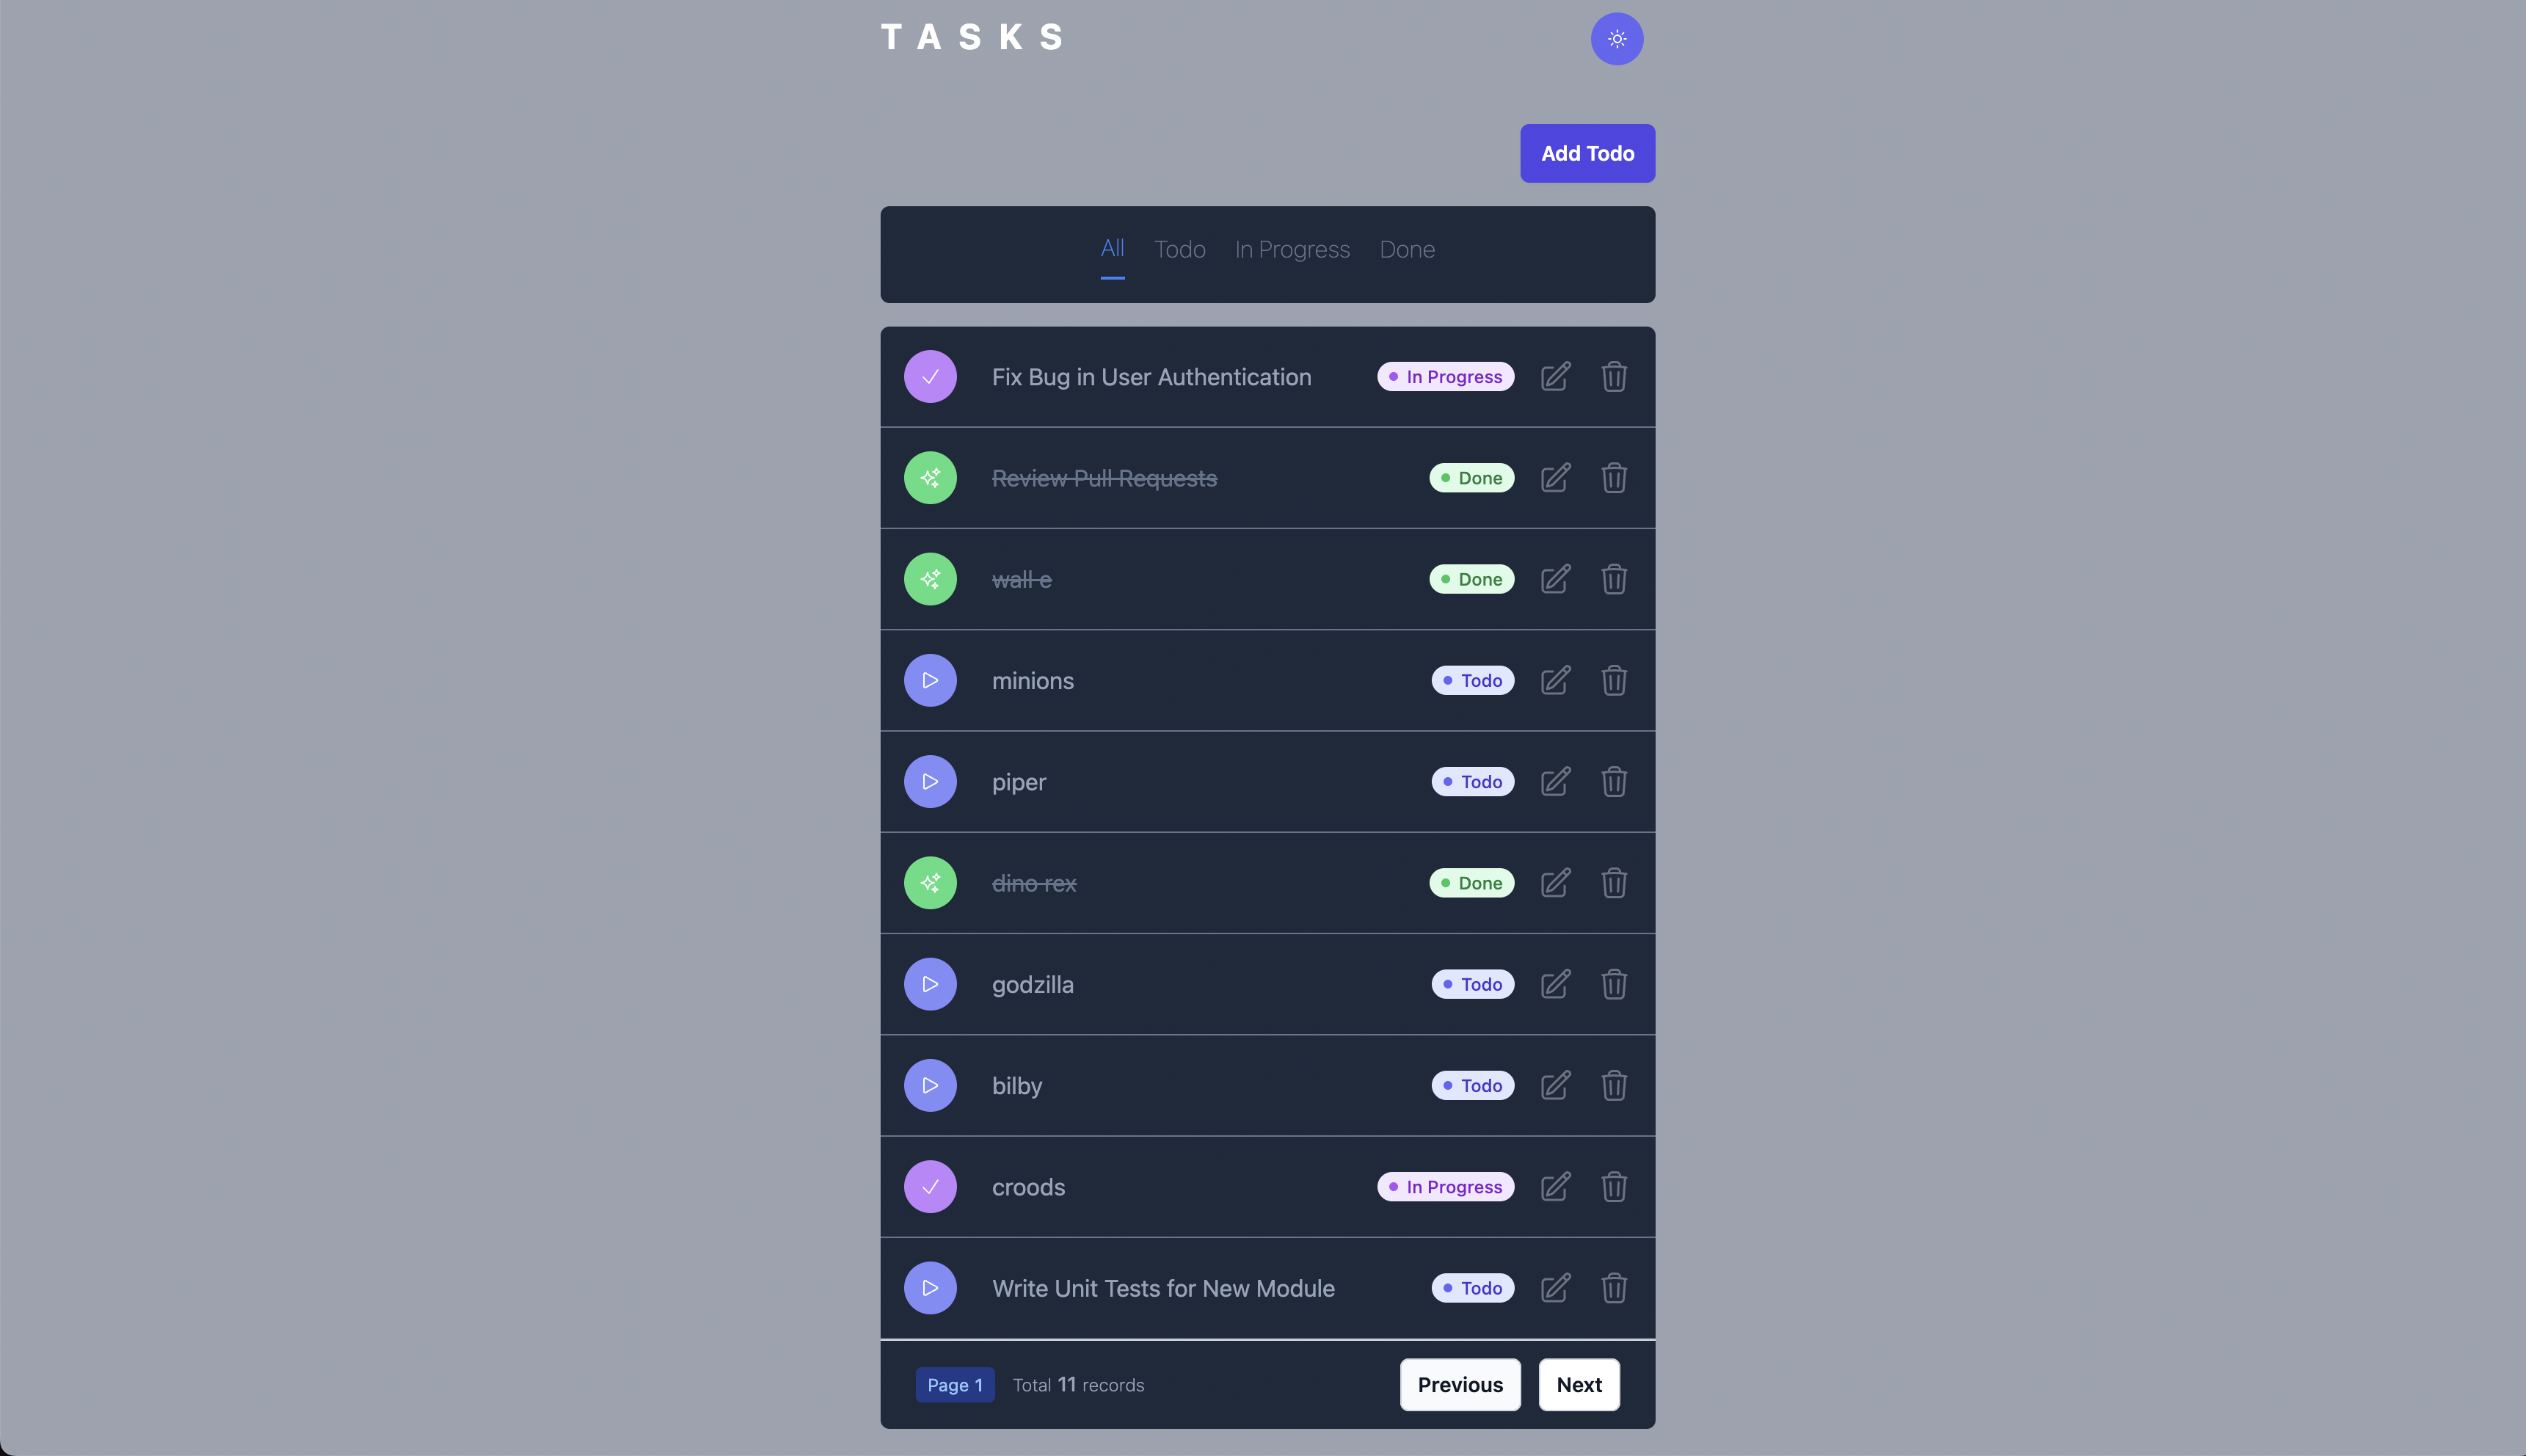 TASKS
Add Todo
All Todo In Progress Done
Fix Bug in User Authentication In Progress
Review Pull Requests Done
wall e Done
minions Todo
piper Todo
dino rex Done
godzilla Todo
bilby Todo
croods In Progress
Write Unit Tests for New Module Todo
Page 1 Total 11 records Previous Next